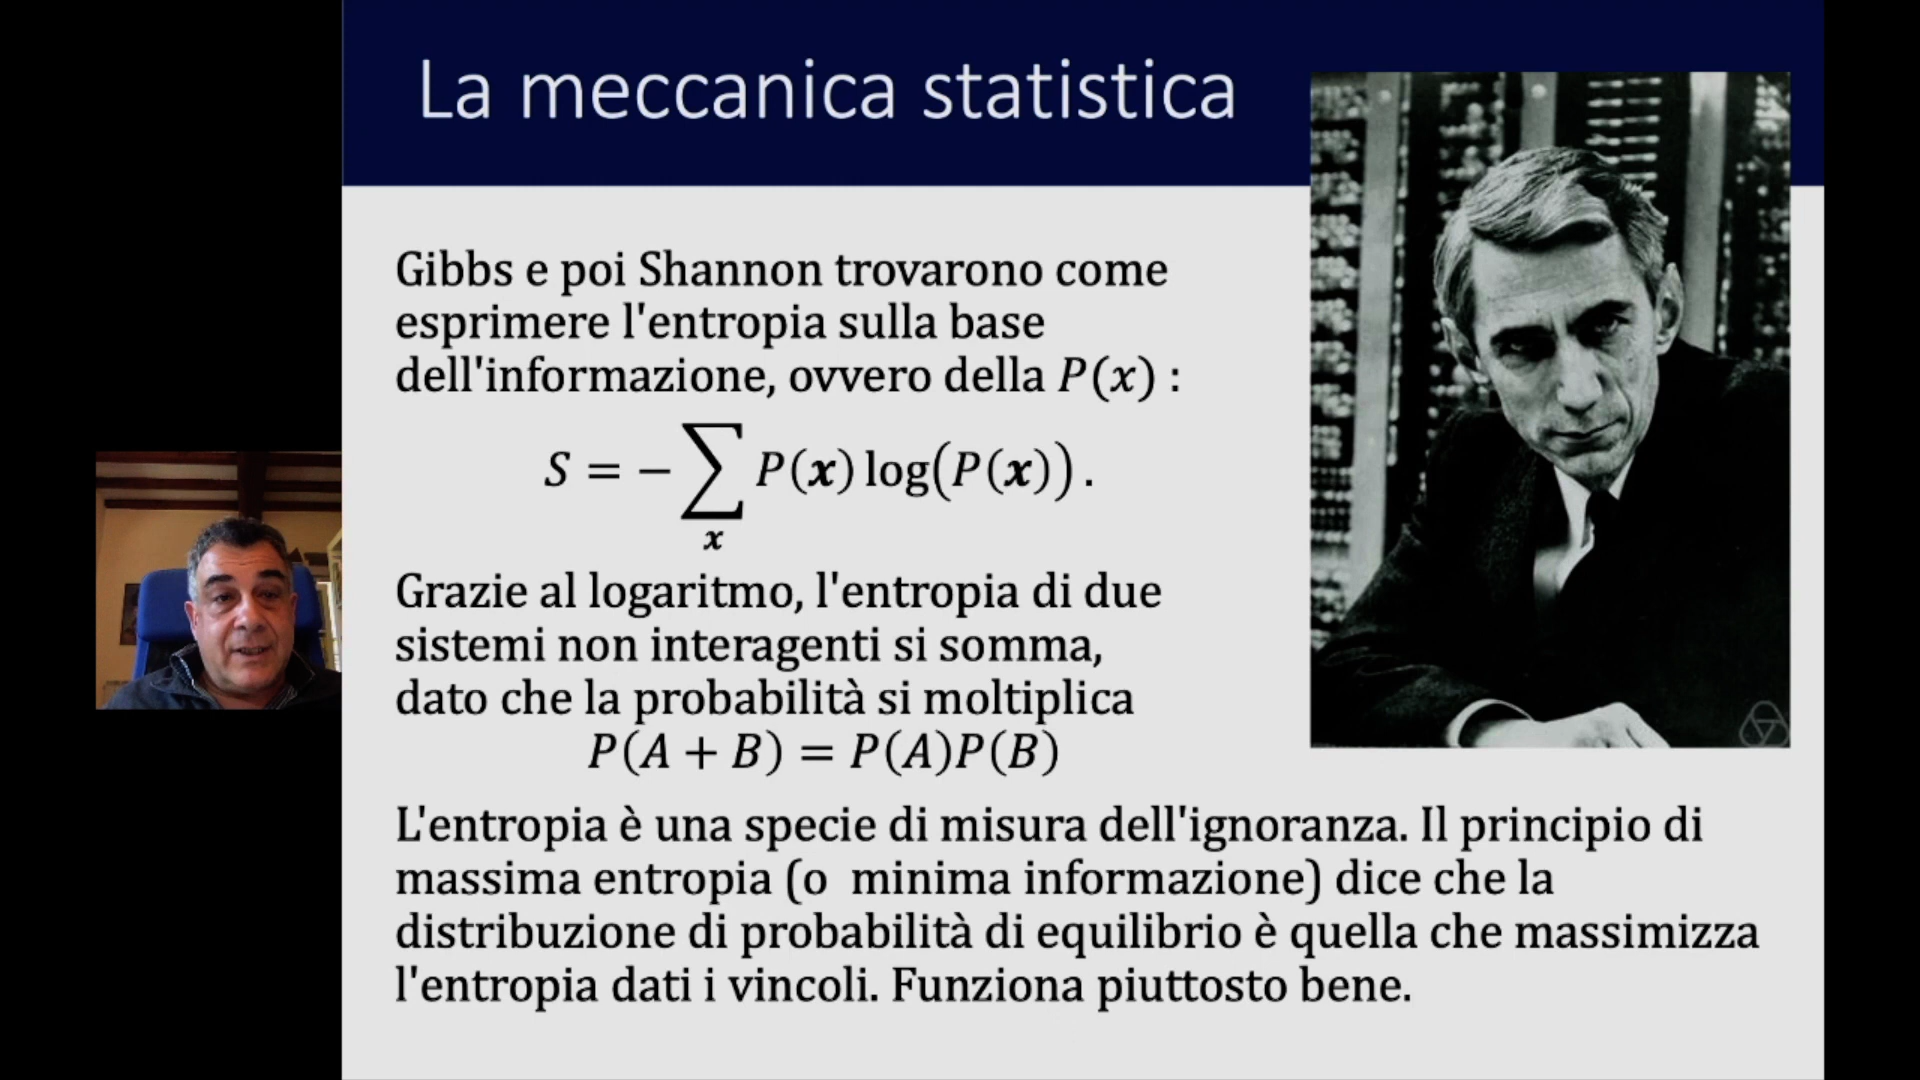 La meccanica statistica
Gibbs e poi Shannon trovarono come
esprimere l'entropia sulla base
dell'informazione, ovvero della P(x) :
S = − ∑ P(x) log(P(x)) .
x
Grazie al logaritmo, l'entropia di due
sistemi non interagenti si somma,
dato che la probabilità si moltiplica
P(A + B) = P(A)P(B)
L'entropia è una specie di misura dell'ignoranza. Il principio di
massima entropia (o  minima informazione) dice che la
distribuzione di probabilità di equilibrio è quella che massimizza
l'entropia dati i vincoli. Funziona piuttosto bene.